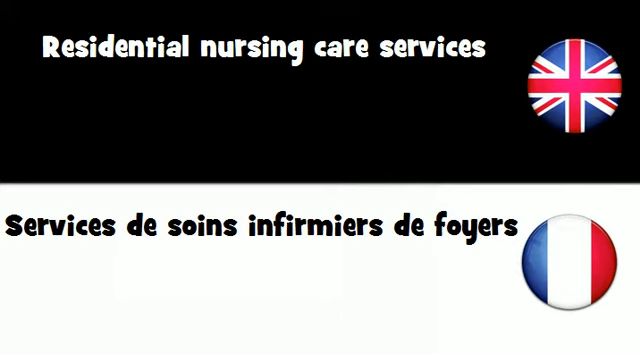 Residential nursing care services
Services de soins infirmiers de foyers